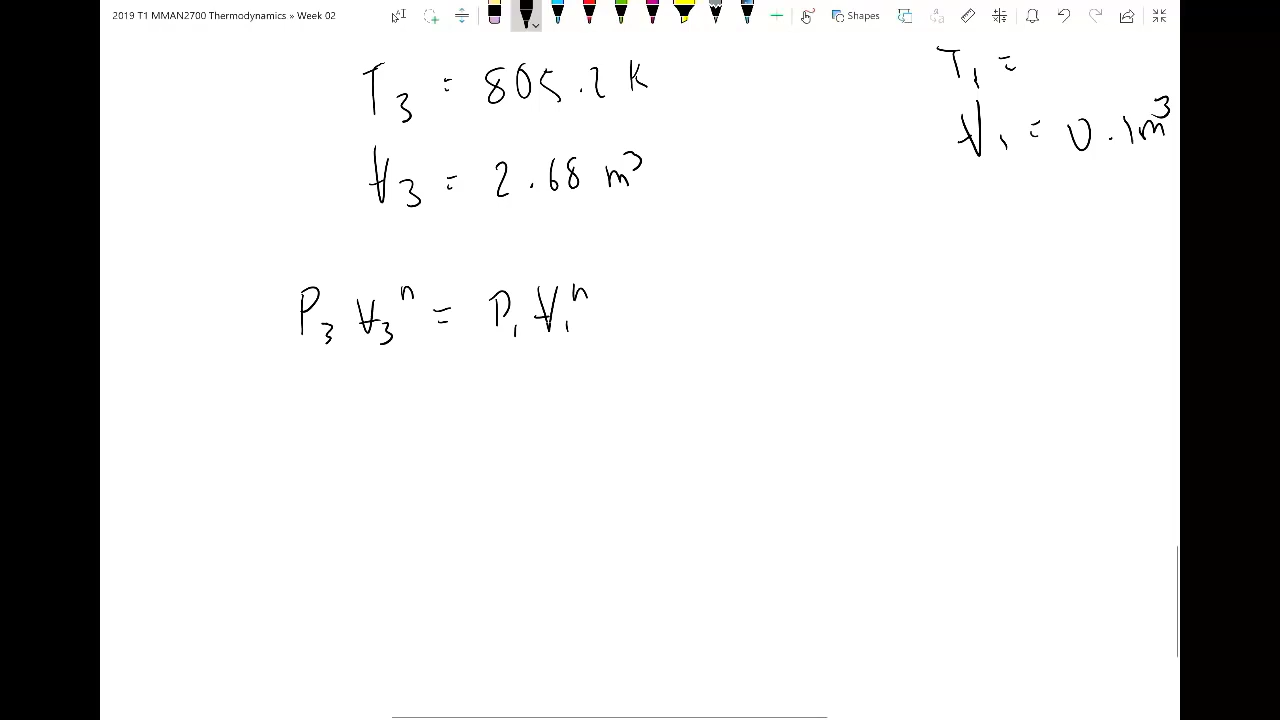 2019 T1 MMAN2700 Thermodynamics » Week 02
Shapes
T₃ = 805.2 K
T₁ =
V₁ = 0.1m³
V₃ = 2.68 m³
P₃ V₃ⁿ = P₁ V₁ⁿ